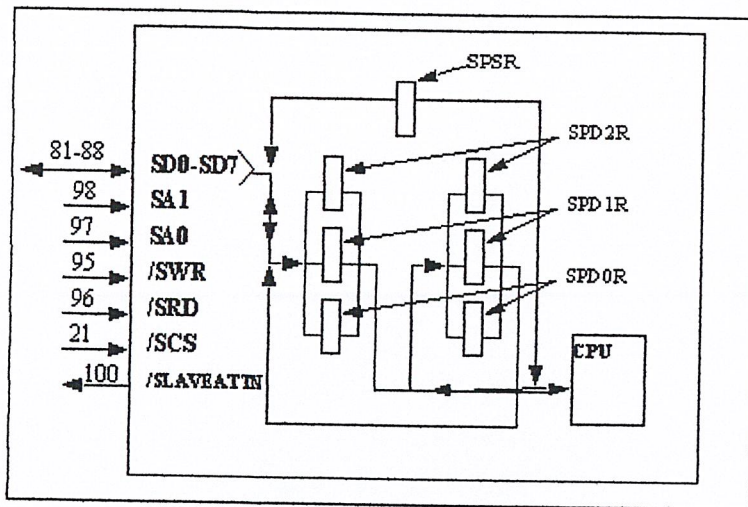 SPSR
81-88
SD0-SD7
SPD2R
98
SA1
97
SA0
SPD1R
95
/SWR
96
/SRD
SPD0R
21
/SCS
CPU
100
/SLAVEATTN